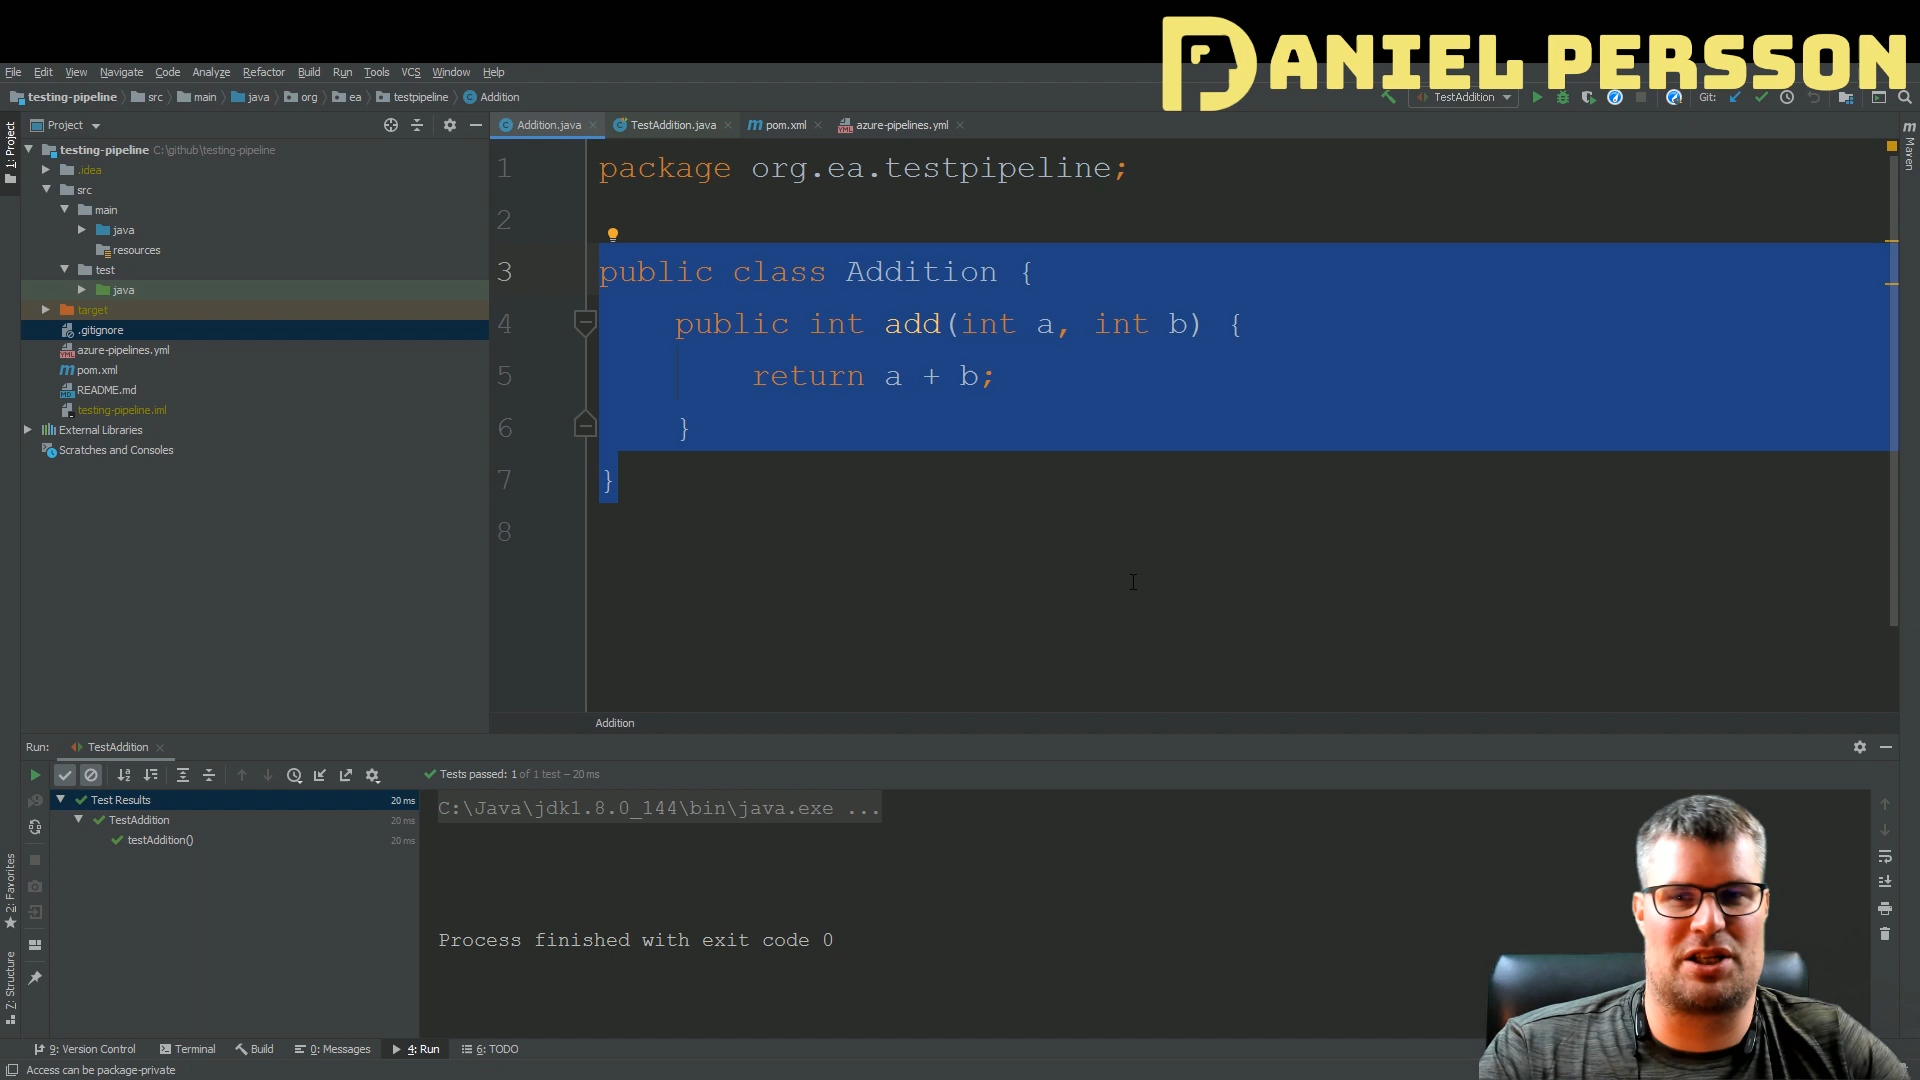 DANIEL PERSSON
File Edit View Navigate Code Analyze Refactor Build Run Tools VCS Window Help
testing-pipeline src main java org ea testpipeline Addition
TestAddition Git:
1: Project
Project
Addition.java TestAddition.java pom.xml azure-pipelines.yml
Maven
testing-pipeline C:\github\testing-pipeline
.idea
src
main
java
resources
test
java
target
.gitignore
azure-pipelines.yml
pom.xml
README.md
testing-pipeline.iml
External Libraries
Scratches and Consoles
1 package org.ea.testpipeline;
2
3 public class Addition {
4 public int add(int a, int b) {
5 return a + b;
6 }
7 }
8
Addition
Run: TestAddition
Tests passed: 1 of 1 test – 20 ms
Test Results 20 ms
TestAddition 20 ms
testAddition() 20 ms
C:\Java\jdk1.8.0_144\bin\java.exe ...
Process finished with exit code 0
2: Favorites
Z: Structure
9: Version Control Terminal Build 0: Messages 4: Run 6: TODO
Access can be package-private